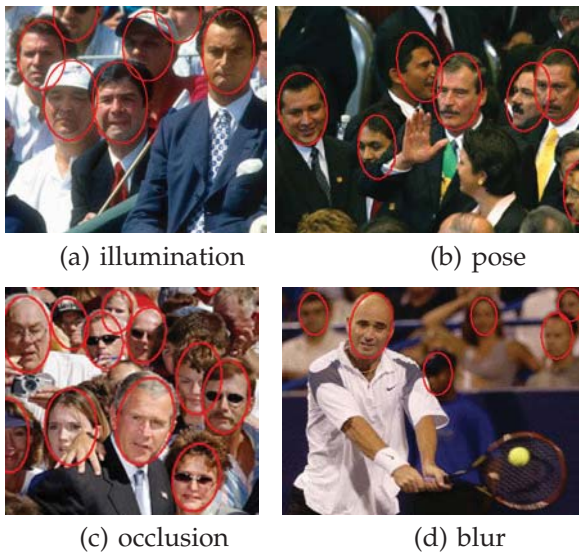 (a) illumination
(b) pose
(c) occlusion
(d) blur